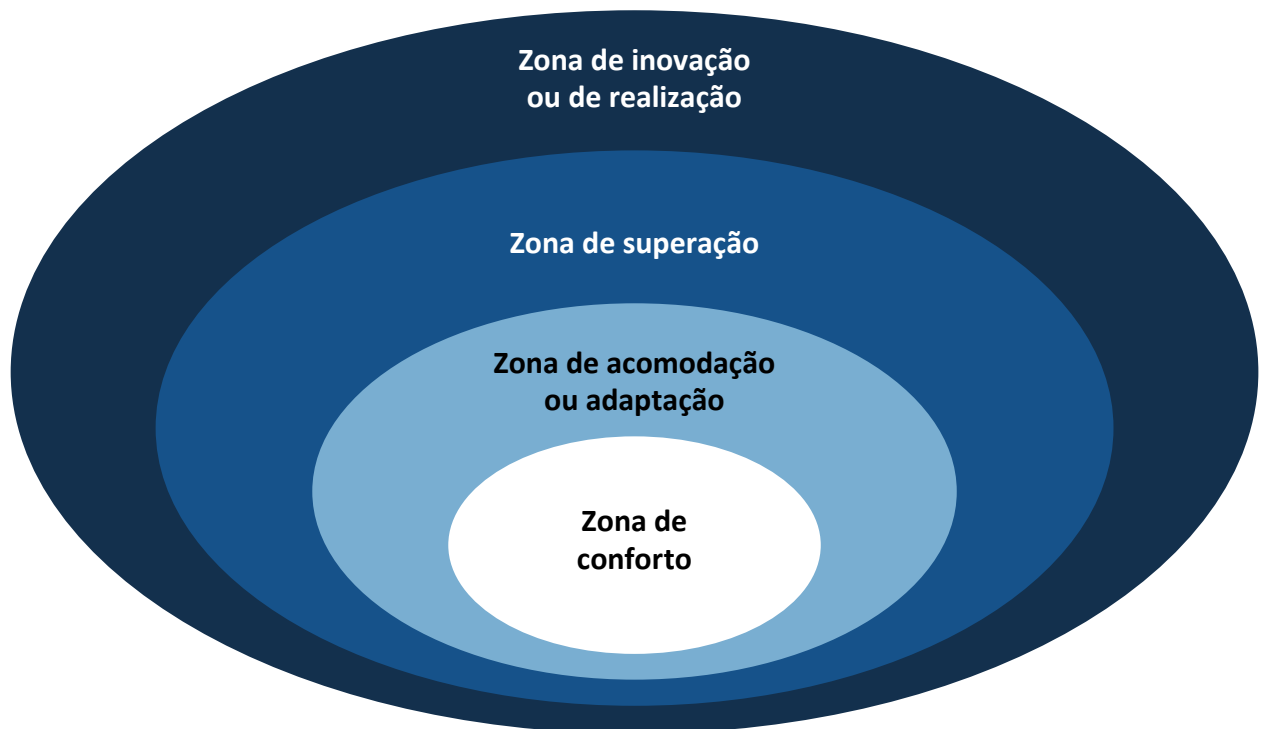 Zona de inovação
ou de realização
Zona de superação
Zona de acomodação
ou adaptação
Zona de
conforto